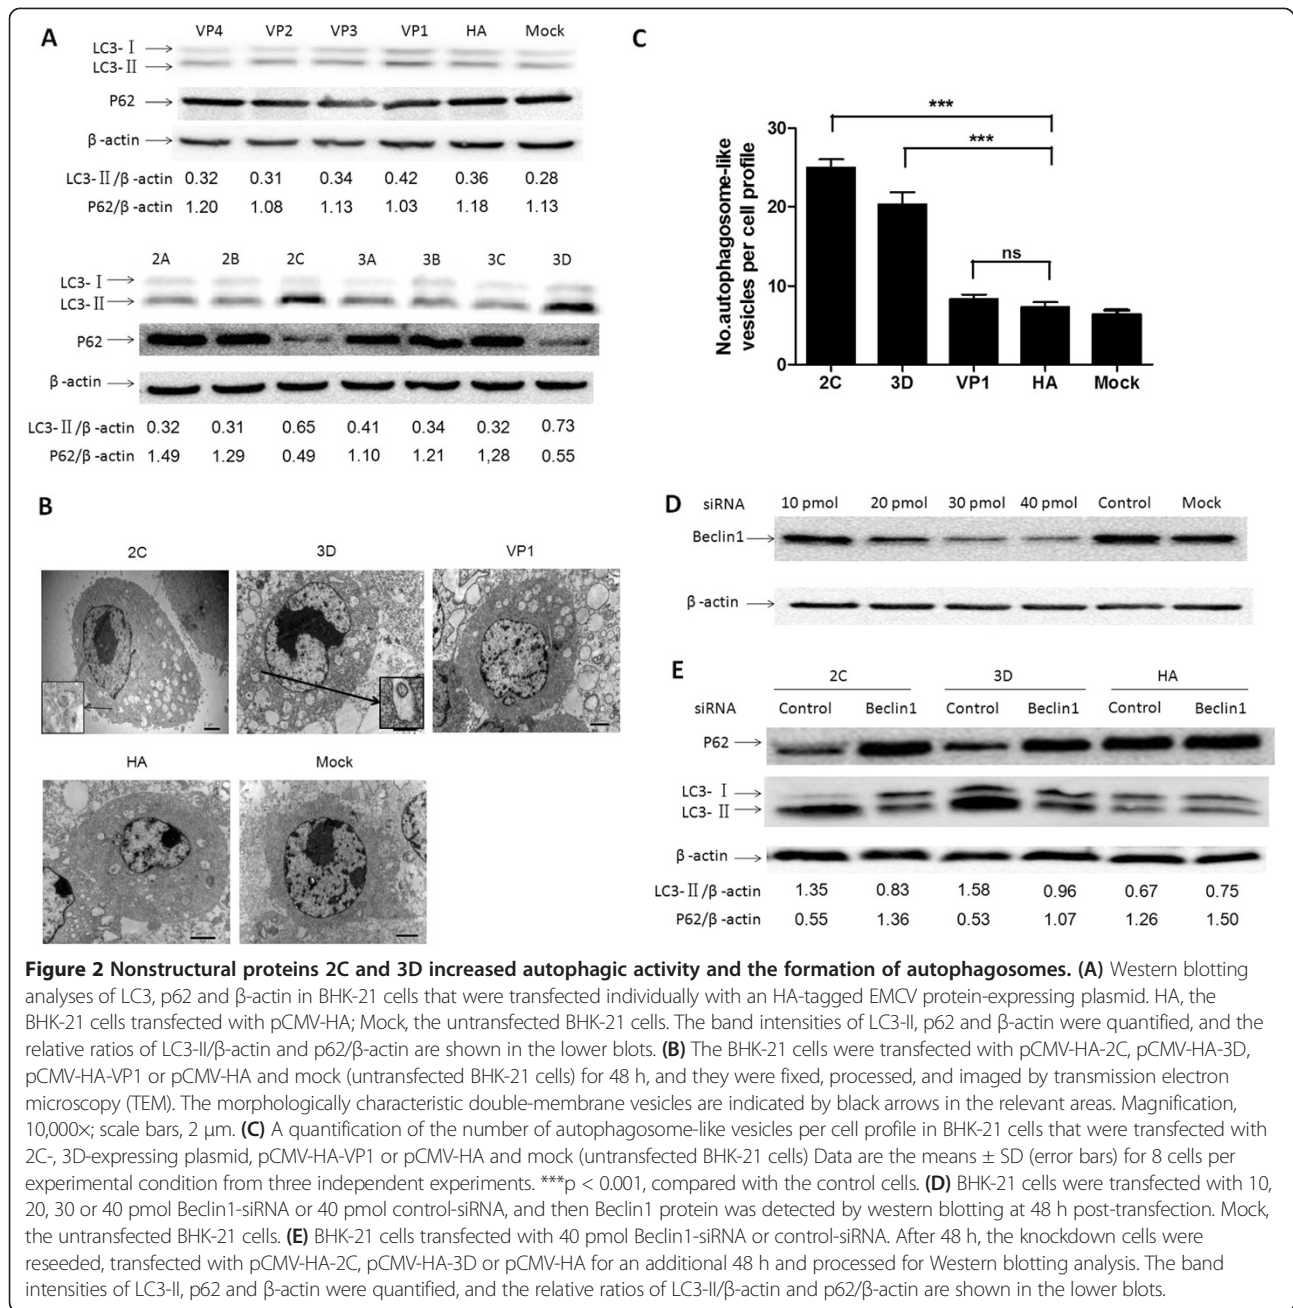 A
VP4 VP2 VP3 VP1 HA Mock
LC3-Ⅰ
LC3-Ⅱ
P62
β-actin
LC3-Ⅱ/β-actin 0.32 0.31 0.34 0.42 0.36 0.28
P62/β-actin 1.20 1.08 1.13 1.03 1.18 1.13
2A 2B 2C 3A 3B 3C 3D
LC3-Ⅰ
LC3-Ⅱ
P62
β-actin
LC3-Ⅱ/β-actin 0.32 0.31 0.65 0.41 0.34 0.32 0.73
P62/β-actin 1.49 1.29 0.49 1.10 1.21 1,28 0.55
B
2C 3D VP1
HA Mock
C
No.autophagosome-like
vesicles per cell profile
30
20
10
0
***
***
ns
2C 3D VP1 HA Mock
D
siRNA 10 pmol 20 pmol 30 pmol 40 pmol Control Mock
Beclin1
β-actin
E
2C 3D HA
siRNA Control Beclin1 Control Beclin1 Control Beclin1
P62
LC3-Ⅰ
LC3-Ⅱ
β-actin
LC3-Ⅱ/β-actin 1.35 0.83 1.58 0.96 0.67 0.75
P62/β-actin 0.55 1.36 0.53 1.07 1.26 1.50
Figure 2 Nonstructural proteins 2C and 3D increased autophagic activity and the formation of autophagosomes. (A) Western blotting
analyses of LC3, p62 and β-actin in BHK-21 cells that were transfected individually with an HA-tagged EMCV protein-expressing plasmid. HA, the
BHK-21 cells transfected with pCMV-HA; Mock, the untransfected BHK-21 cells. The band intensities of LC3-II, p62 and β-actin were quantified, and the
relative ratios of LC3-II/β-actin and p62/β-actin are shown in the lower blots. (B) The BHK-21 cells were transfected with pCMV-HA-2C, pCMV-HA-3D,
pCMV-HA-VP1 or pCMV-HA and mock (untransfected BHK-21 cells) for 48 h, and they were fixed, processed, and imaged by transmission electron
microscopy (TEM). The morphologically characteristic double-membrane vesicles are indicated by black arrows in the relevant areas. Magnification,
10,000×; scale bars, 2 μm. (C) A quantification of the number of autophagosome-like vesicles per cell profile in BHK-21 cells that were transfected with
2C-, 3D-expressing plasmid, pCMV-HA-VP1 or pCMV-HA and mock (untransfected BHK-21 cells) Data are the means ± SD (error bars) for 8 cells per
experimental condition from three independent experiments. ***p < 0.001, compared with the control cells. (D) BHK-21 cells were transfected with 10,
20, 30 or 40 pmol Beclin1-siRNA or 40 pmol control-siRNA, and then Beclin1 protein was detected by western blotting at 48 h post-transfection. Mock,
the untransfected BHK-21 cells. (E) BHK-21 cells transfected with 40 pmol Beclin1-siRNA or control-siRNA. After 48 h, the knockdown cells were
reseeded, transfected with pCMV-HA-2C, pCMV-HA-3D or pCMV-HA for an additional 48 h and processed for Western blotting analysis. The band
intensities of LC3-II, p62 and β-actin were quantified, and the relative ratios of LC3-II/β-actin and p62/β-actin are shown in the lower blots.